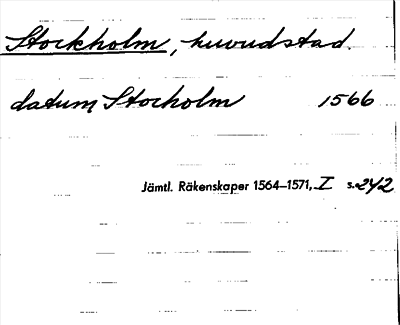 Stockholm, huvudstad.
datum Stocholm 1566
Jämtl. Räkenskaper 1564–1571, I s. 242